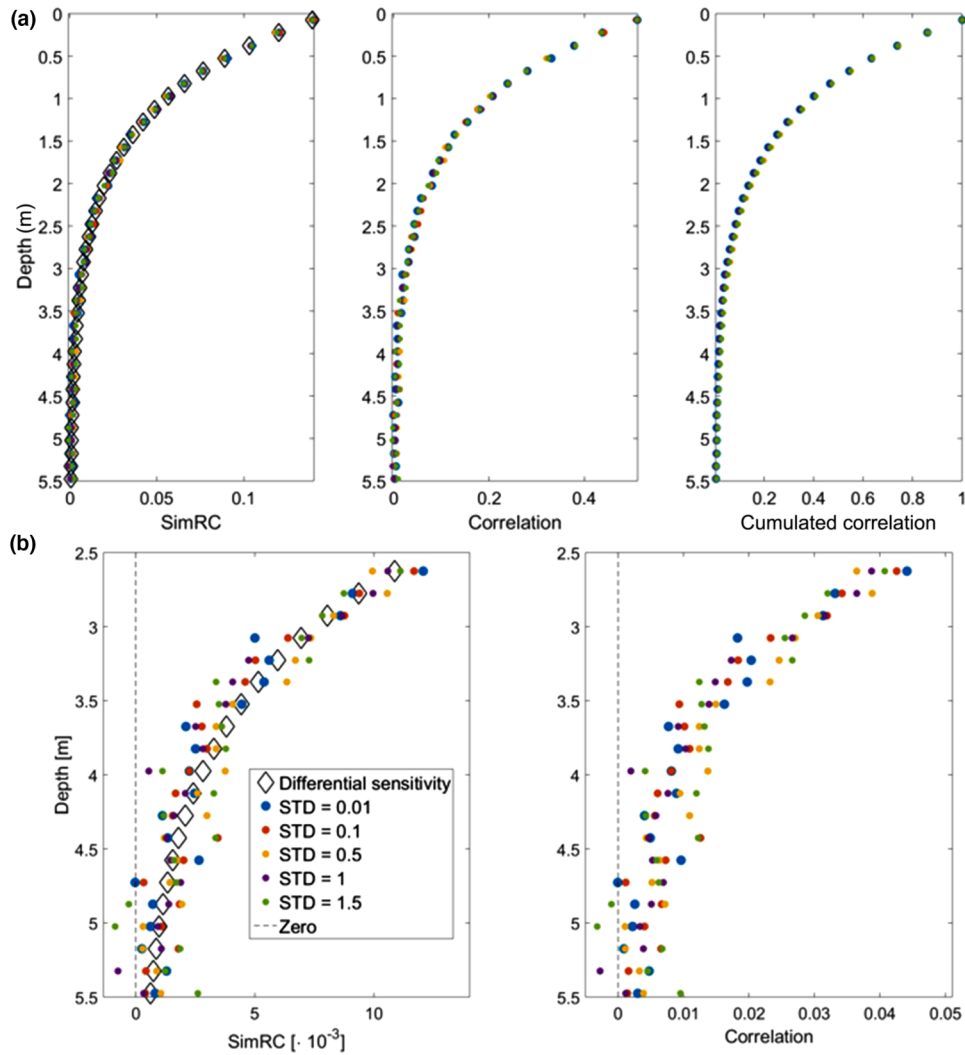 (a)
0
0.5
1
1.5
2
2.5
3
3.5
4
4.5
5
5.5
Depth (m)
0 0.05 0.1
SimRC
0
0.5
1
1.5
2
2.5
3
3.5
4
4.5
5
5.5
0 0.2 0.4
Correlation
0
0.5
1
1.5
2
2.5
3
3.5
4
4.5
5
5.5
0.2 0.4 0.6 0.8 1
Cumulated correlation
(b)
2.5
3
3.5
4
4.5
5
5.5
Depth [m]
Differential sensitivity
STD = 0.01
STD = 0.1
STD = 0.5
STD = 1
STD = 1.5
Zero
0 5 10
SimRC [· 10⁻³]
2.5
3
3.5
4
4.5
5
5.5
0 0.01 0.02 0.03 0.04 0.05
Correlation